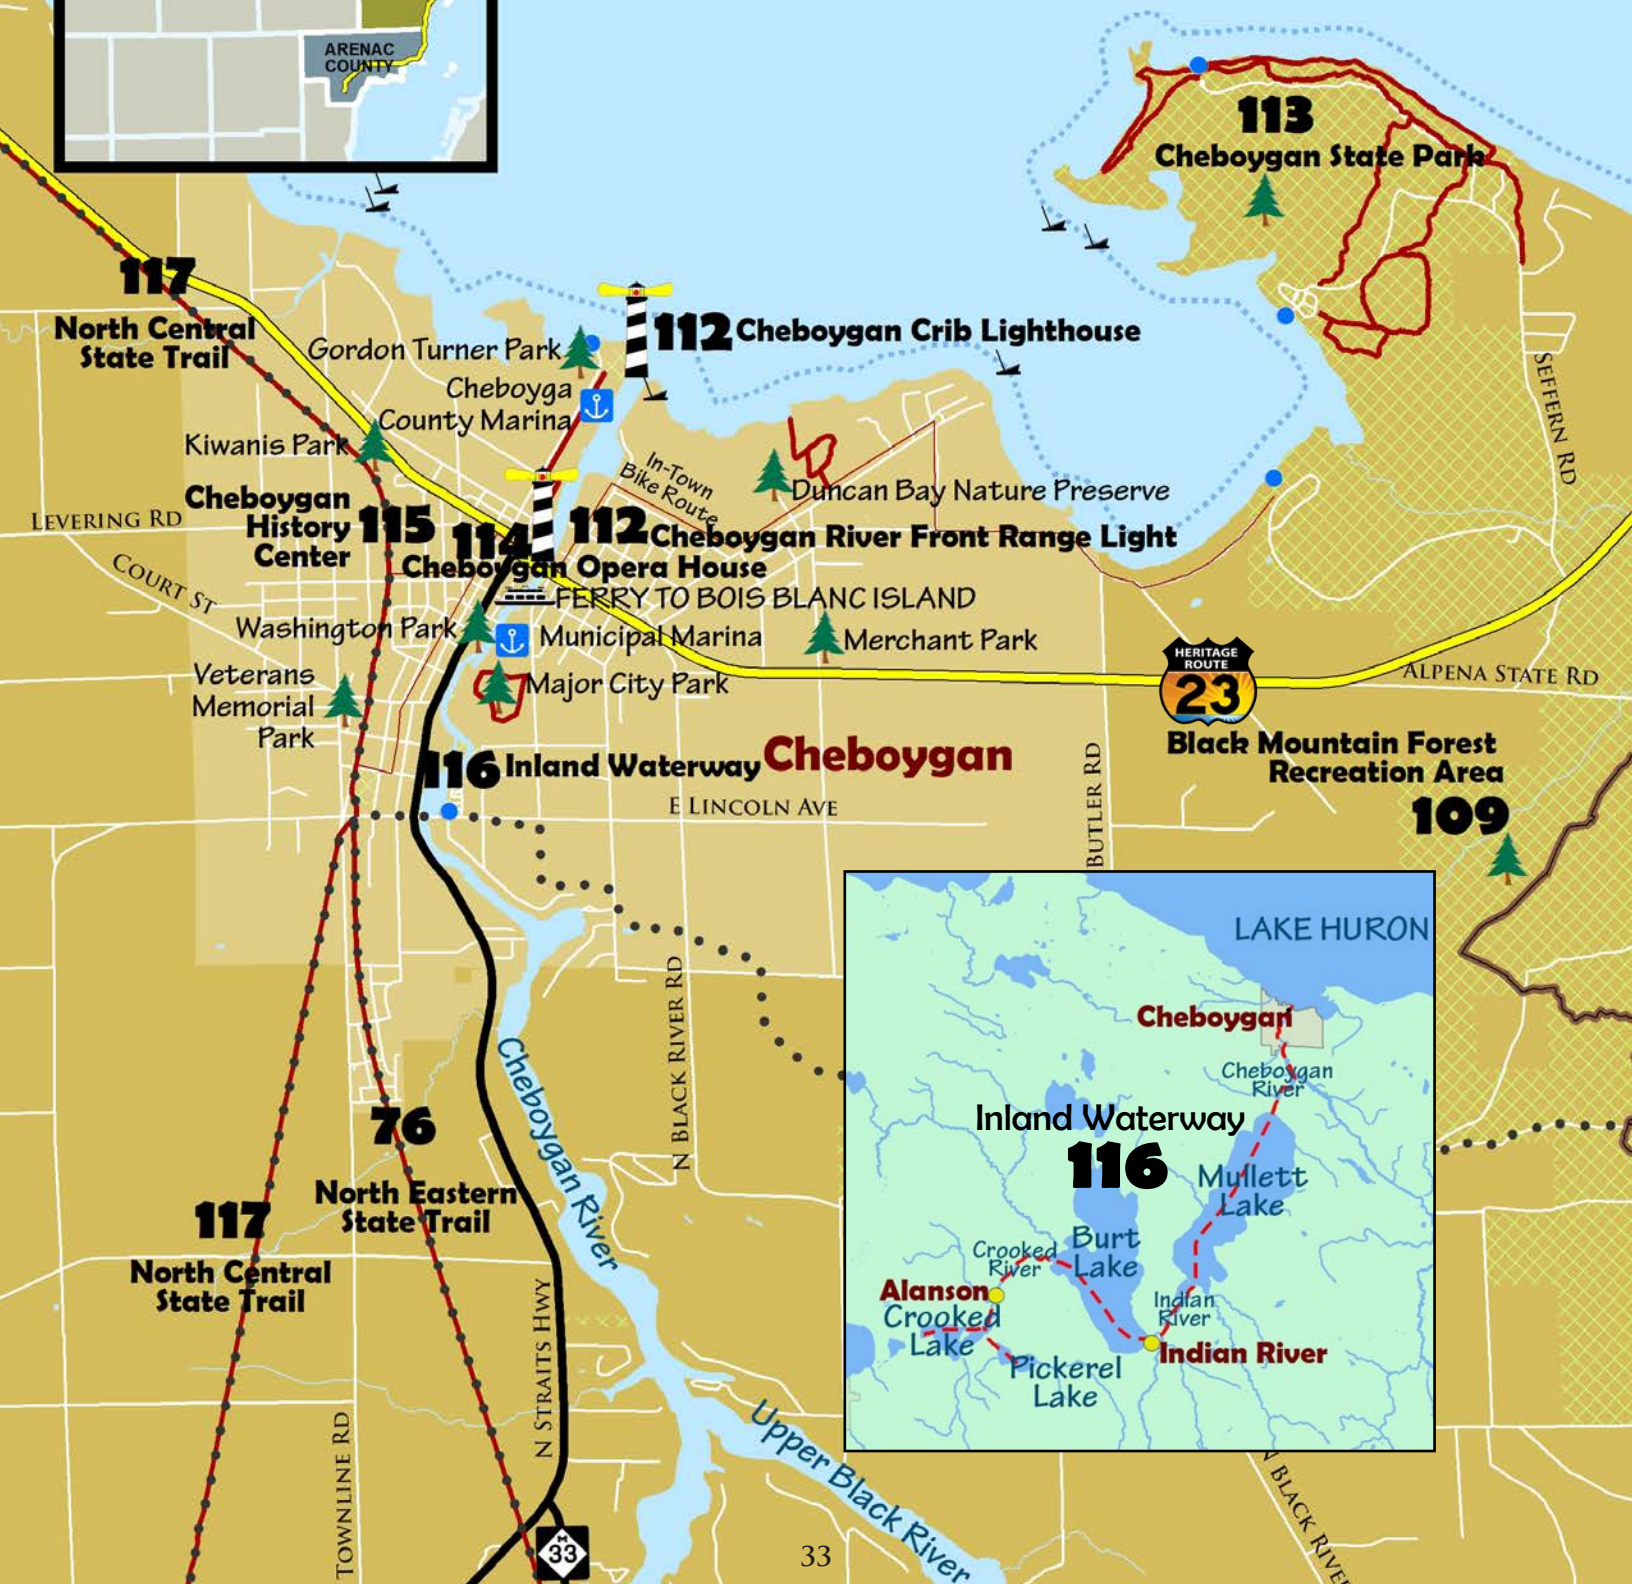 ARENAC
COUNTY
113
Cheboygan State Park
117
North Central
State Trail
Gordon Turner Park
112 Cheboygan Crib Lighthouse
Cheboyga
County Marina
Kiwanis Park
SEFFERN RD
In-Town
Bike Route
Duncan Bay Nature Preserve
LEVERING RD
Cheboygan
History
Center
115
114
Cheboygan Opera House
112 Cheboygan River Front Range Light
COURT ST
FERRY TO BOIS BLANC ISLAND
Washington Park
Municipal Marina
Merchant Park
HERITAGE
ROUTE
23
ALPENA STATE RD
Veterans
Memorial
Park
Major City Park
116 Inland Waterway
Cheboygan
E LINCOLN AVE
BUTLER RD
Black Mountain Forest
Recreation Area
109
LAKE HURON
Cheboygan
Cheboygan
River
Inland Waterway
116
Mullett
Lake
Burt
Lake
Crooked
River
Alanson
Crooked
Lake
Indian
River
Indian River
Pickerel
Lake
N BLACK RIVER RD
Cheboygan River
76
North Eastern
State Trail
117
North Central
State Trail
N STRAITS HWY
TOWNLINE RD
Upper Black River
N BLACK RIVE
M
33
33